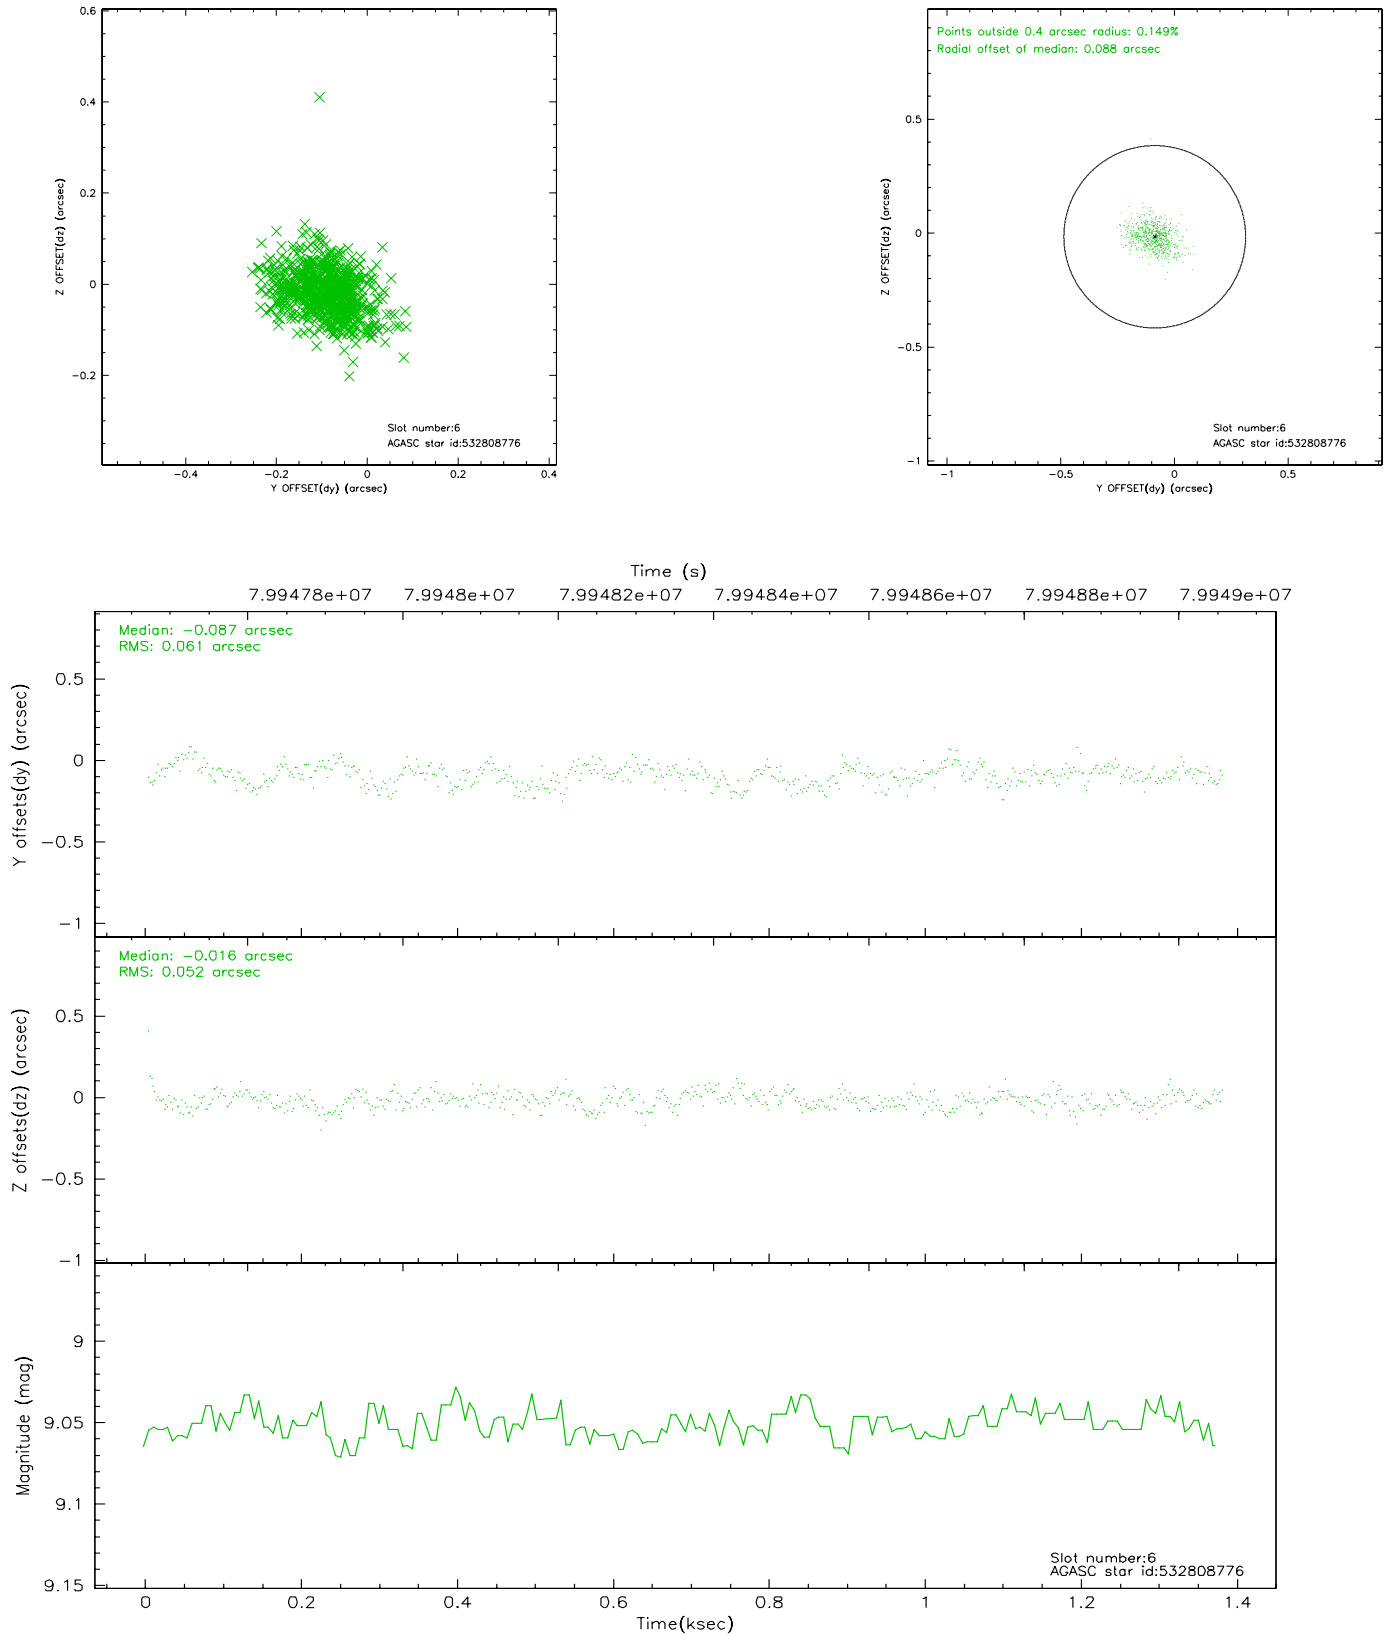 0.6
0.4
0.2
0
−0.2
Z OFFSET(dz) (arcsec)
Slot number:6
AGASC star id:532808776
−0.4 −0.2 0 0.2 0.4
Y OFFSET(dy) (arcsec)
Points outside 0.4 arcsec radius: 0.149%
Radial offset of median: 0.088 arcsec
0.5
0
−0.5
−1
Z OFFSET(dz) (arcsec)
Slot number:6
AGASC star id:532808776
−1 −0.5 0 0.5
Y OFFSET(dy) (arcsec)
Time (s)
7.99478e+07 7.9948e+07 7.99482e+07 7.99484e+07 7.99486e+07 7.99488e+07 7.9949e+07
Median: −0.087 arcsec
RMS: 0.061 arcsec
0.5
0
−0.5
−1
Y offsets(dy) (arcsec)
Median: −0.016 arcsec
RMS: 0.052 arcsec
0.5
0
−0.5
−1
Z offsets(dz) (arcsec)
9
9.05
9.1
9.15
Magnitude (mag)
Slot number:6
AGASC star id:532808776
0 0.2 0.4 0.6 0.8 1 1.2 1.4
Time(ksec)